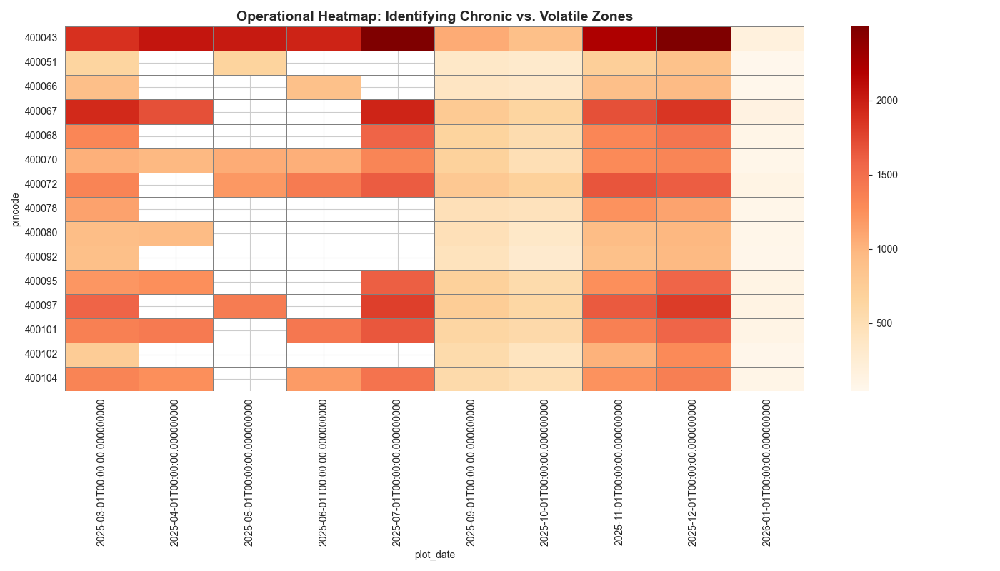 Operational Heatmap: Identifying Chronic vs. Volatile Zones
pincode
400043
400051
400066
400067
400068
400070
400072
400078
400080
400092
400095
400097
400101
400102
400104
2000
1500
1000
500
2025-03-01T00:00:00.000000000
2025-04-01T00:00:00.000000000
2025-05-01T00:00:00.000000000
2025-06-01T00:00:00.000000000
2025-07-01T00:00:00.000000000
2025-09-01T00:00:00.000000000
2025-10-01T00:00:00.000000000
2025-11-01T00:00:00.000000000
2025-12-01T00:00:00.000000000
2026-01-01T00:00:00.000000000
plot_date